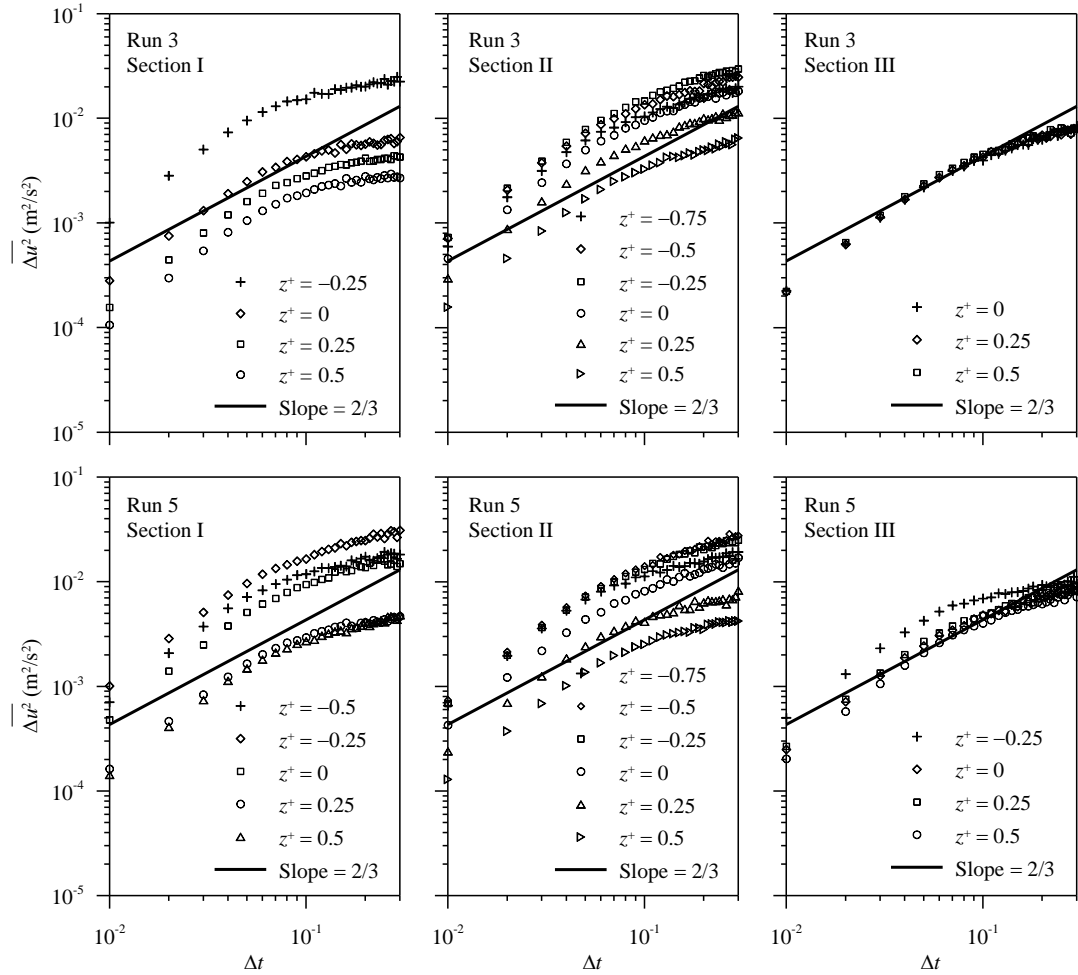 10⁻¹
10⁻²
10⁻³
10⁻⁴
10⁻⁵
Δu² (m²/s²)
Run 3
Section I
z⁺ = −0.25
z⁺ = 0
z⁺ = 0.25
z⁺ = 0.5
Slope = 2/3
Run 3
Section II
z⁺ = −0.75
z⁺ = −0.5
z⁺ = −0.25
z⁺ = 0
z⁺ = 0.25
z⁺ = 0.5
Slope = 2/3
Run 3
Section III
z⁺ = 0
z⁺ = 0.25
z⁺ = 0.5
Slope = 2/3
10⁻¹
10⁻²
10⁻³
10⁻⁴
10⁻⁵
Δu² (m²/s²)
Run 5
Section I
z⁺ = −0.5
z⁺ = −0.25
z⁺ = 0
z⁺ = 0.25
z⁺ = 0.5
Slope = 2/3
Run 5
Section II
z⁺ = −0.75
z⁺ = −0.5
z⁺ = −0.25
z⁺ = 0
z⁺ = 0.25
z⁺ = 0.5
Slope = 2/3
Run 5
Section III
z⁺ = −0.25
z⁺ = 0
z⁺ = 0.25
z⁺ = 0.5
Slope = 2/3
10⁻² 10⁻¹
10⁻² 10⁻¹
10⁻² 10⁻¹
Δt
Δt
Δt